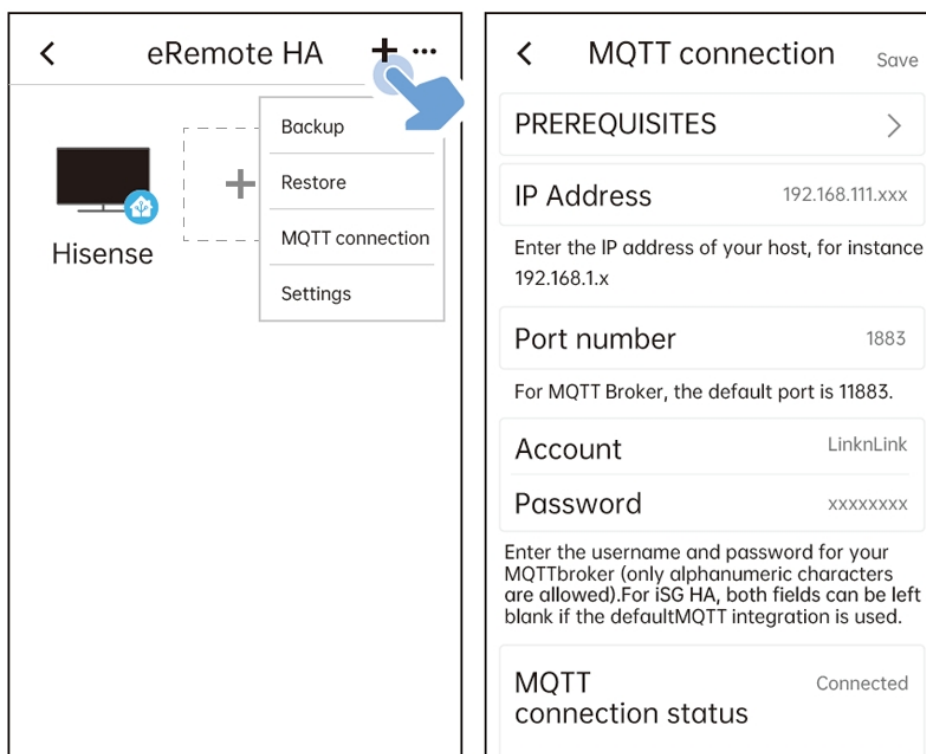 eRemote HA
Backup
Restore
MQTT connection
Settings
Hisense
MQTT connection
Save
PREREQUISITES
IP Address 192.168.111.xxx
Enter the IP address of your host, for instance
192.168.1.x
Port number 1883
For MQTT Broker, the default port is 11883.
Account LinknLink
Password xxxxxxxx
Enter the username and password for your
MQTTbroker (only alphanumeric characters
are allowed).For iSG HA, both fields can be left
blank if the defaultMQTT integration is used.
MQTT
connection status
Connected